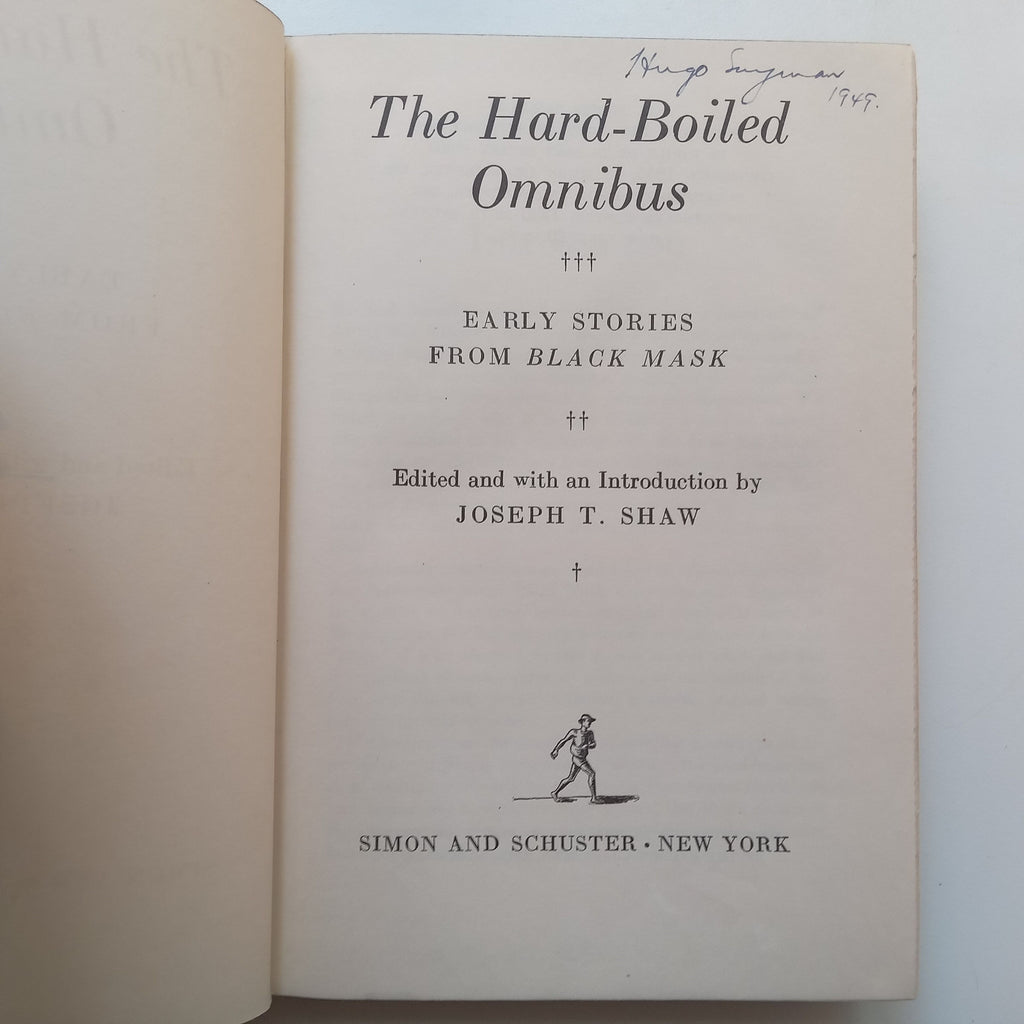 Hugo
1949.
The Hard-Boiled
Omnibus
†††
EARLY STORIES
FROM BLACK MASK
††
Edited and with an Introduction by
JOSEPH T. SHAW
†
SIMON AND SCHUSTER · NEW YORK